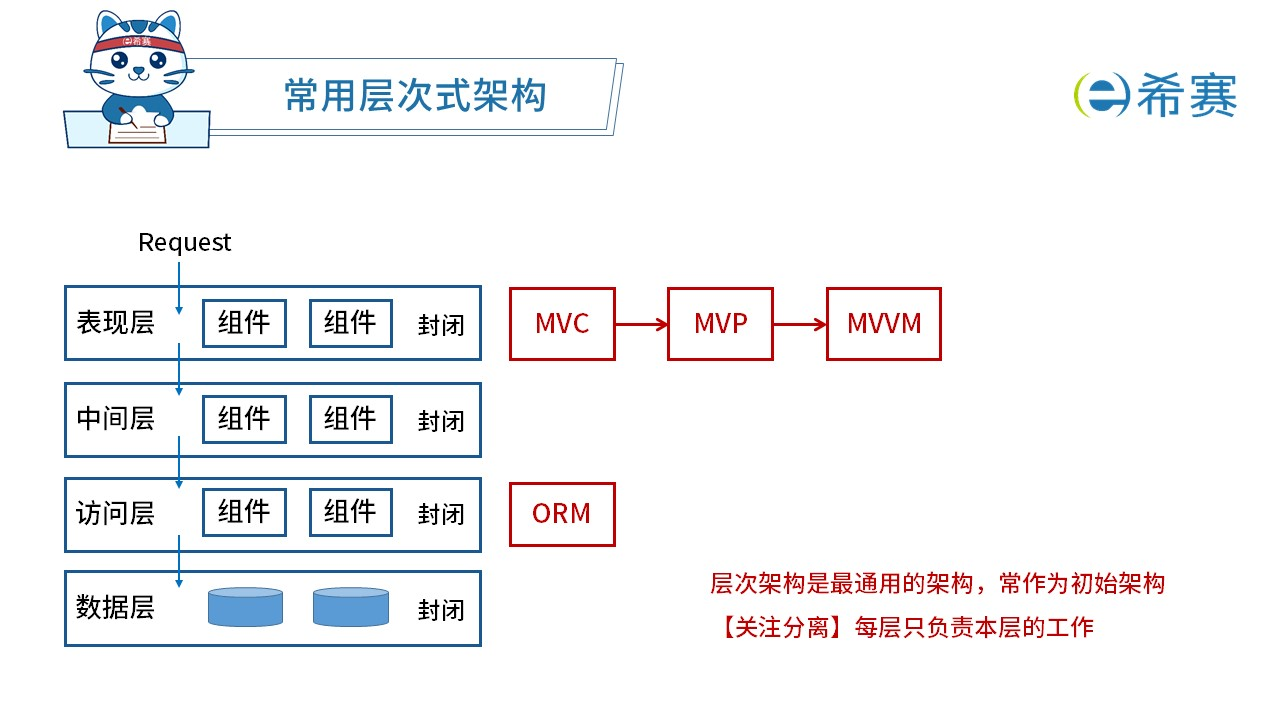 希赛
常用层次式架构
希赛
Request
表现层 组件 组件 封闭 MVC MVP MVVM
中间层 组件 组件 封闭
访问层 组件 组件 封闭 ORM
数据层 封闭
层次架构是最通用的架构，常作为初始架构
【关注分离】每层只负责本层的工作